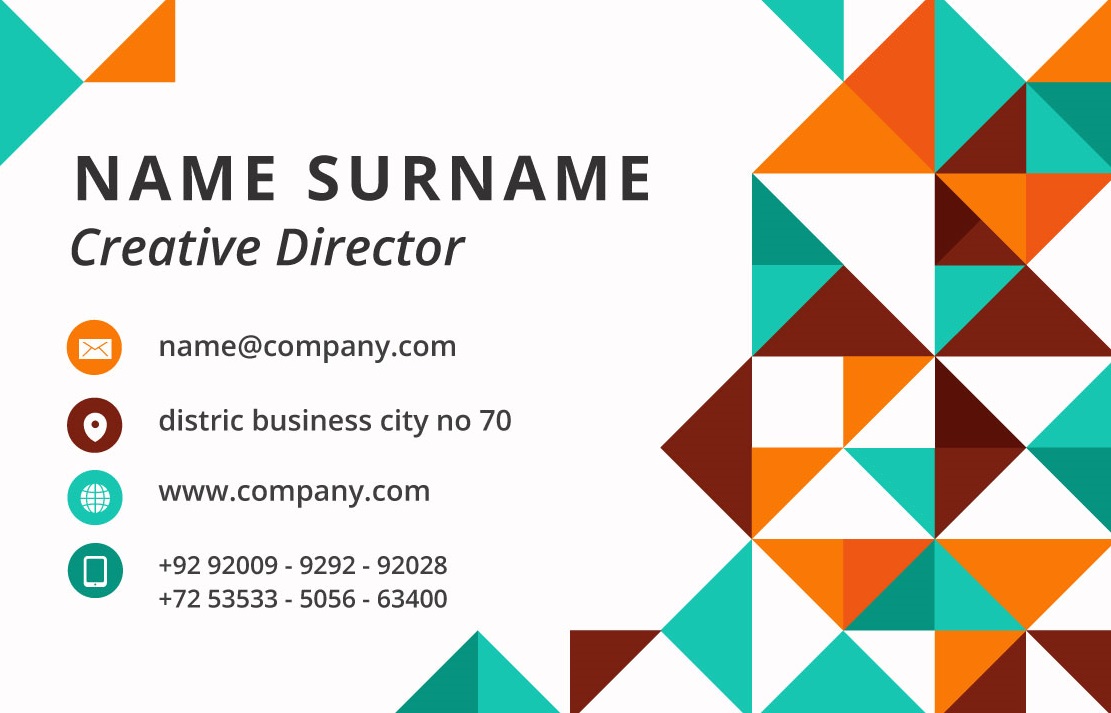 NAME SURNAME
Creative Director
name@company.com
distric business city no 70
www.company.com
+92 92009 - 9292 - 92028
+72 53533 - 5056 - 63400